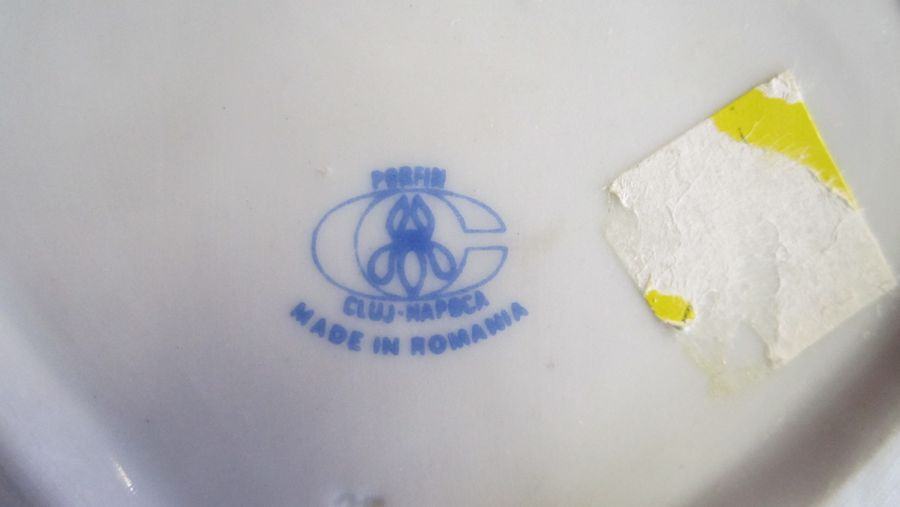 PORFIN
CLUJ-NAPOCA
MADE IN ROMANIA